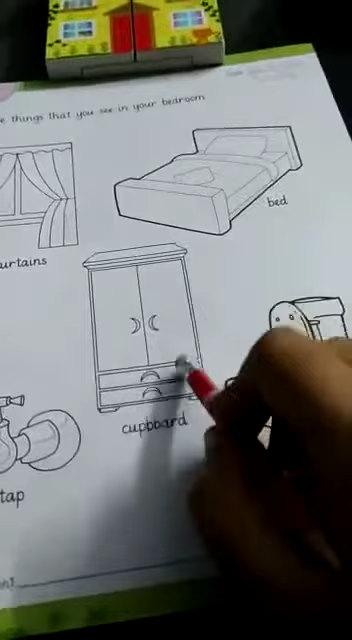 things that you see in your bedroom
bed
urtains
cupboard
tap